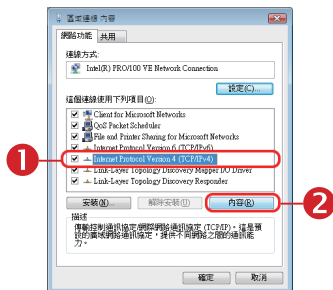 區域連線 內容
網路功能 共用
連線方式:
Intel(R) PRO/100 VE Network Connection
設定(C)...
這個連線使用下列項目(O):
Client for Microsoft Networks
QoS Packet Scheduler
File and Printer Sharing for Microsoft Networks
Internet Protocol Version 6 (TCP/IPv6)
1
Internet Protocol Version 4 (TCP/IPv4)
Link-Layer Topology Discovery Mapper I/O Driver
Link-Layer Topology Discovery Responder
安裝(N)... 解除安裝(U) 內容(R)
2
描述
傳輸控制通訊協定/網際網路通訊協定 (TCP/IP)。這是預
設的廣域網路通訊協定，提供不同網路之間的通訊能
力。
確定 取消